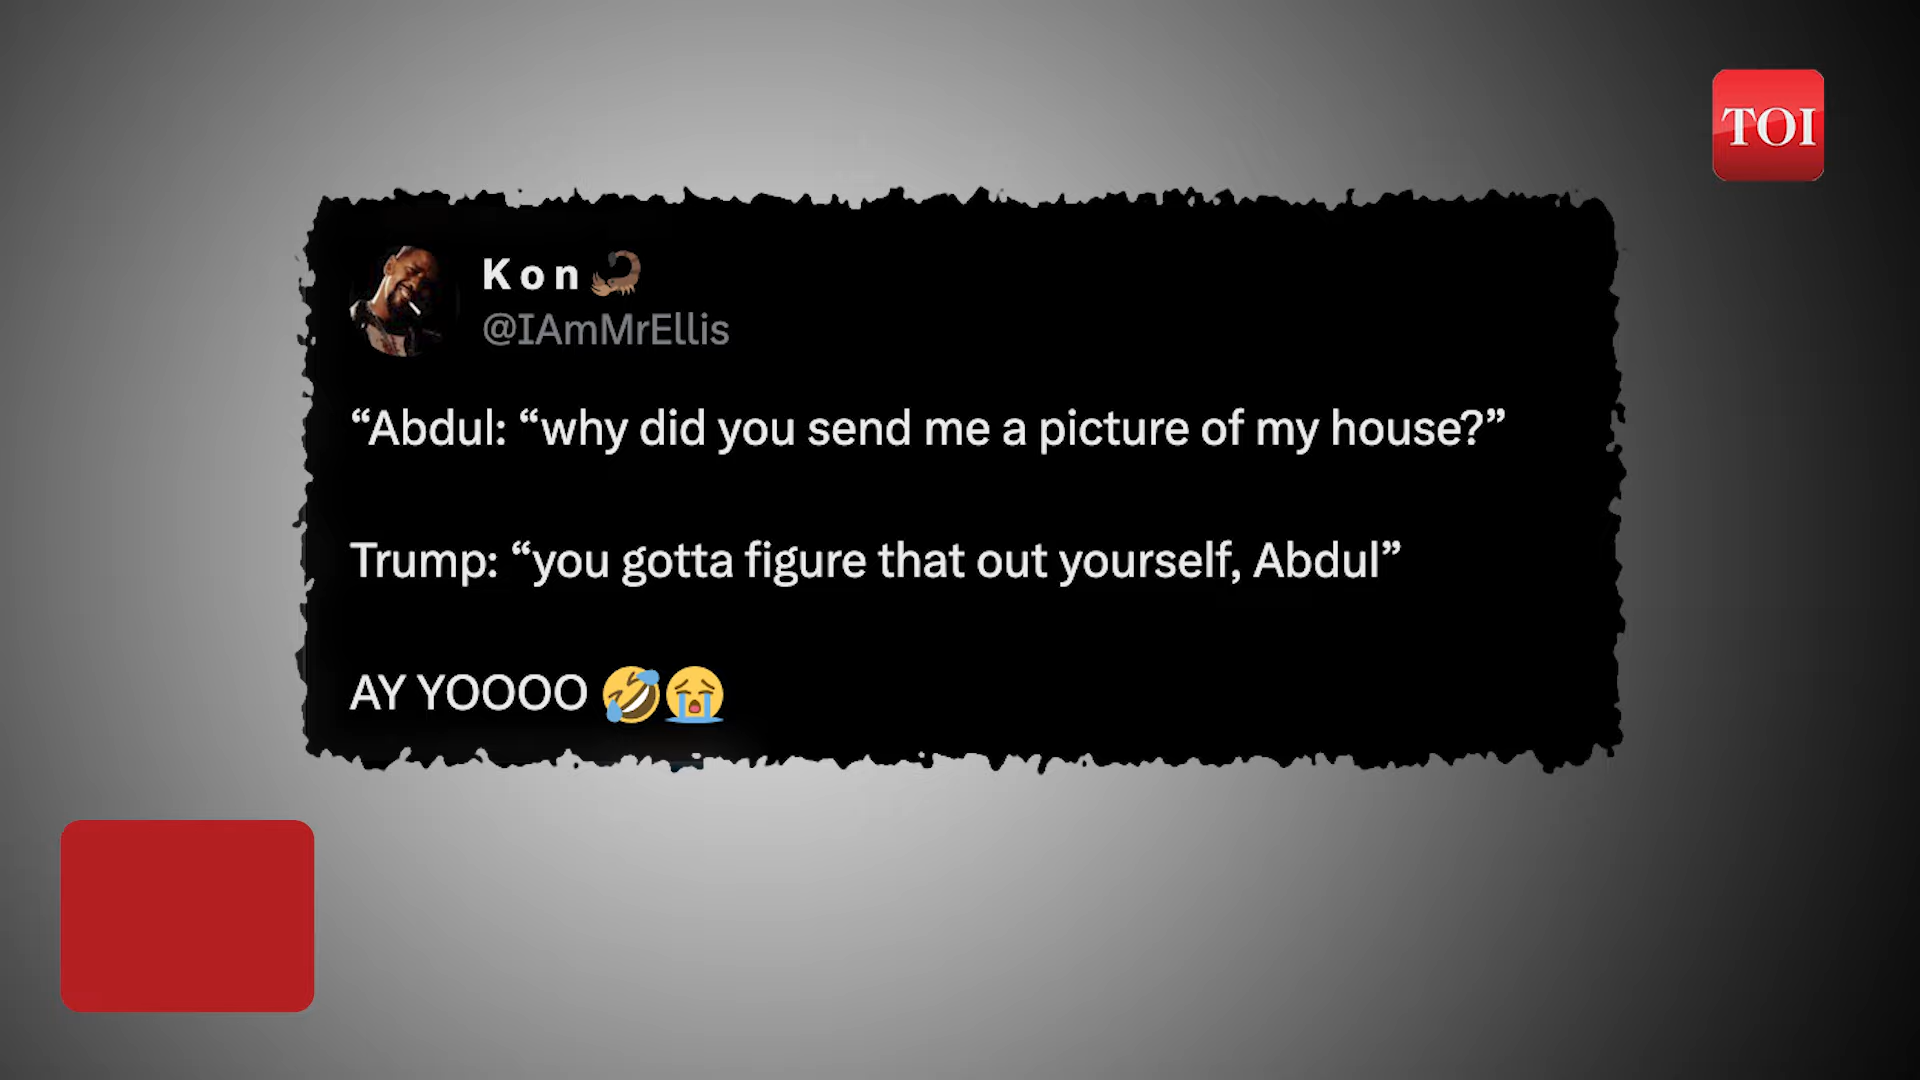 TOI
Kon🦂
@IAmMrEllis
“Abdul: “why did you send me a picture of my house?”
Trump: “you gotta figure that out yourself, Abdul”
AY YOOOO 🤣😭